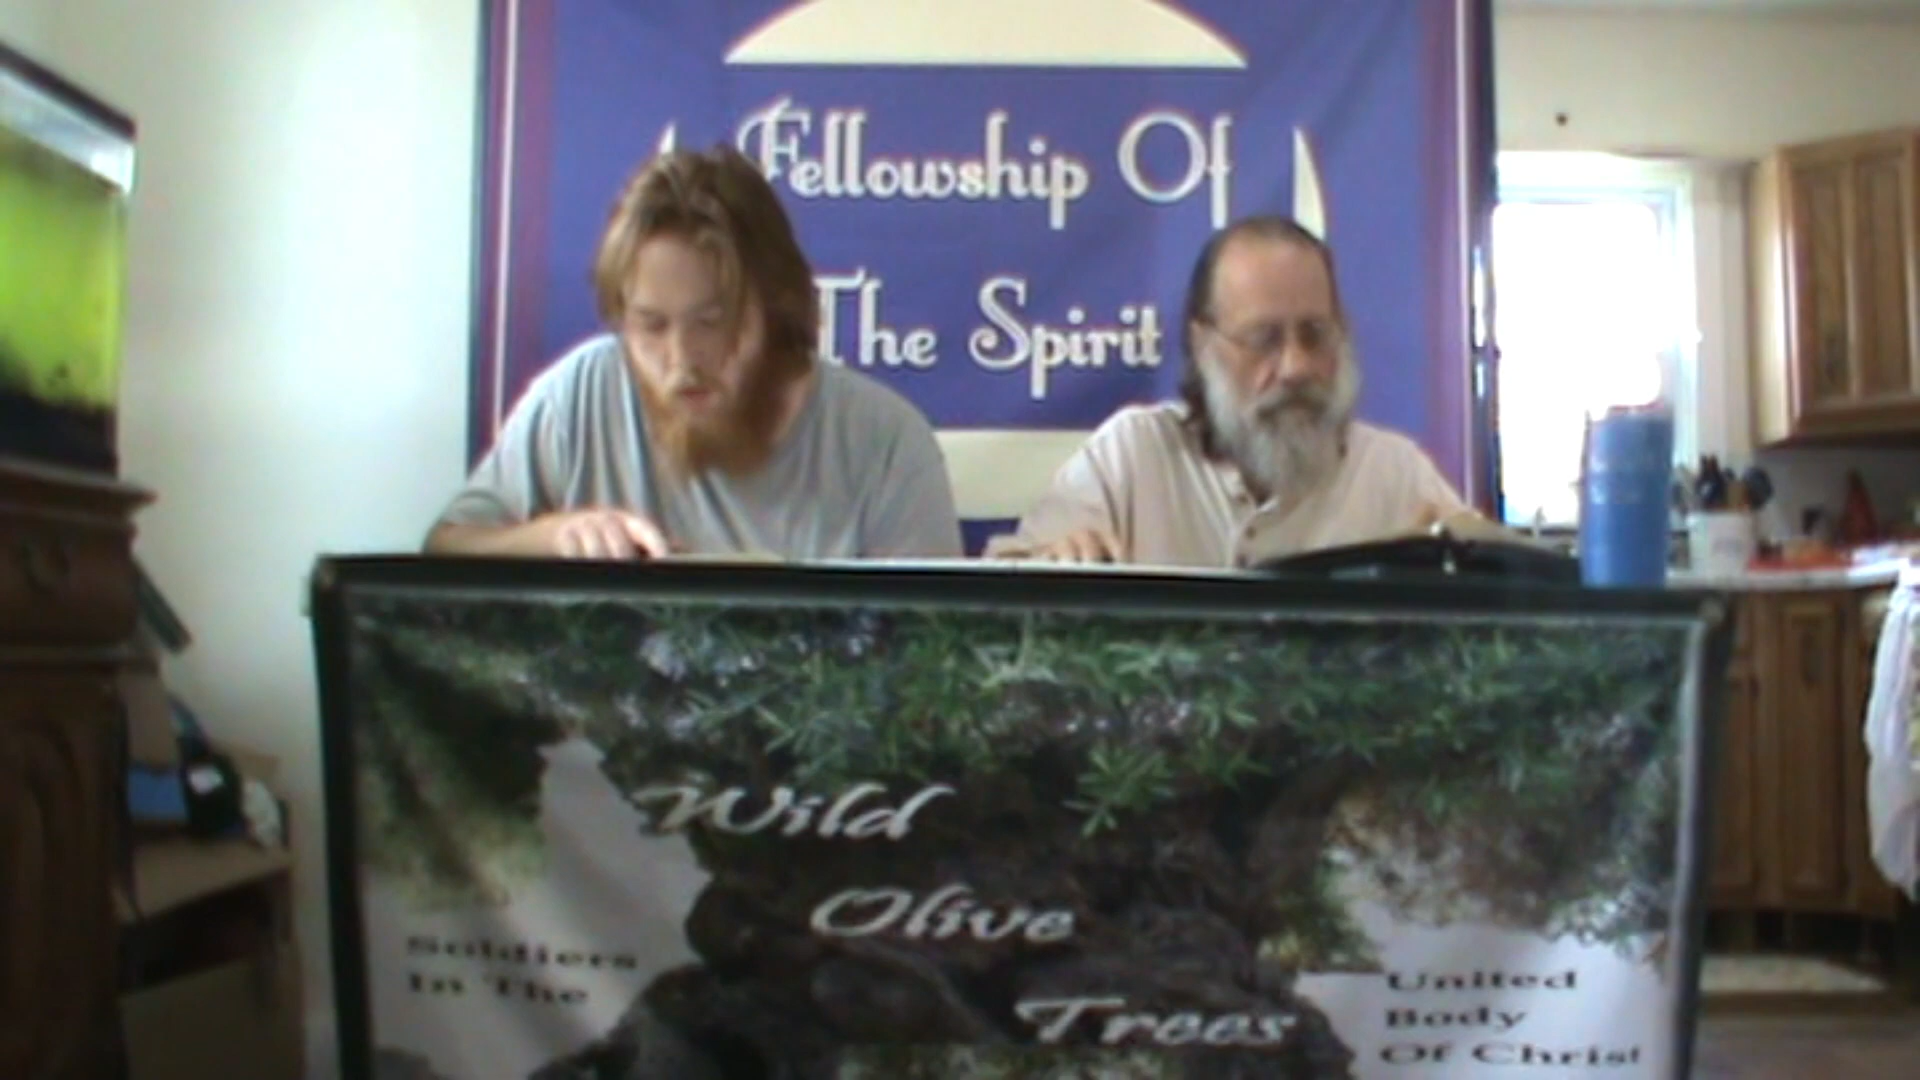 Fellowship Of
The Spirit
Wild
Olive
Trees
Soldiers
In The
United
Body
Of Christ